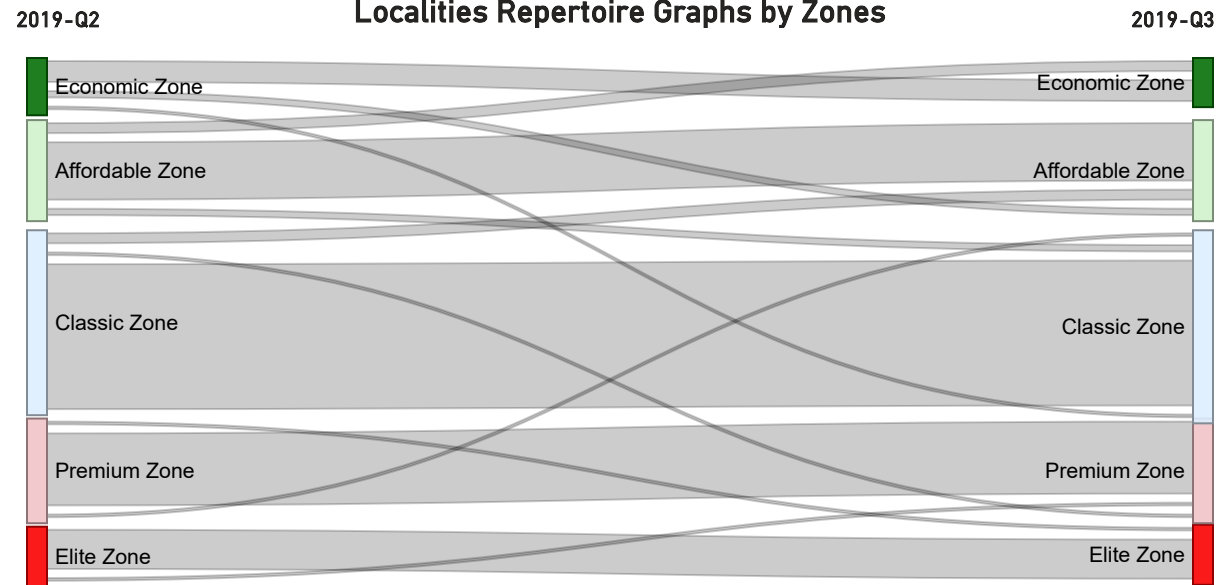 Localities Repertoire Graphs by Zones
2019-Q2
2019-Q3
Economic Zone
Economic Zone
Affordable Zone
Affordable Zone
Classic Zone
Classic Zone
Premium Zone
Premium Zone
Elite Zone
Elite Zone